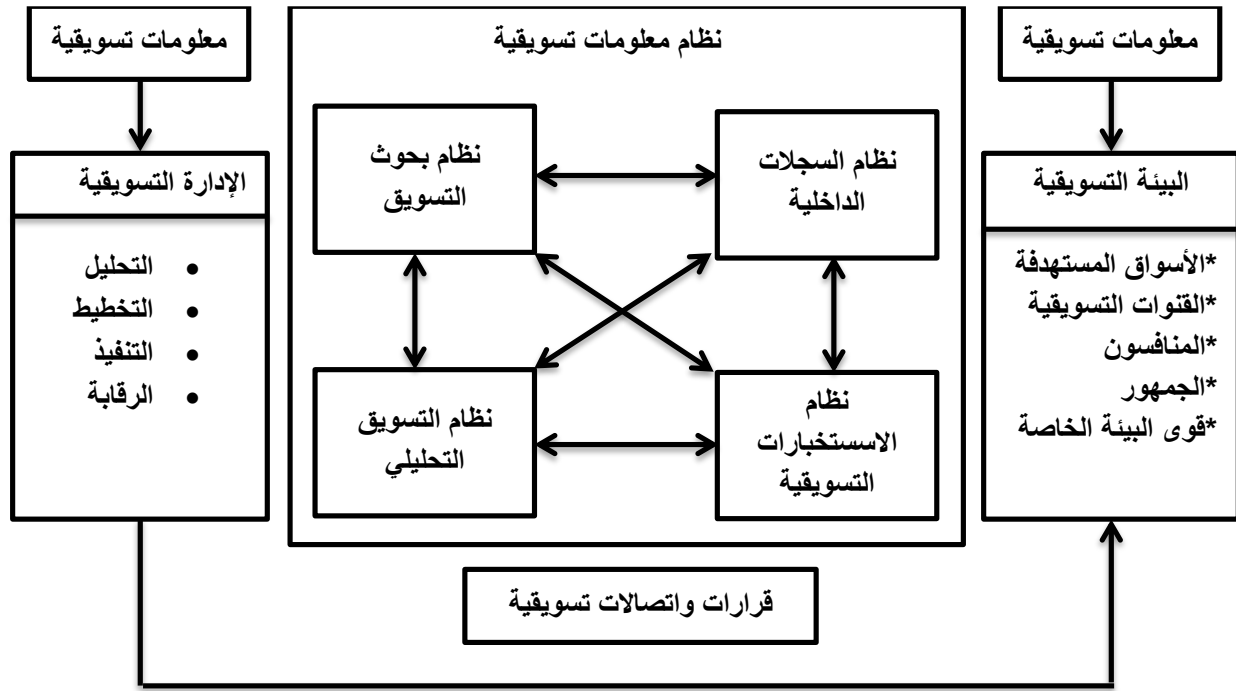 معلومات تسويقية
نظام معلومات تسويقية
معلومات تسويقية
البيئة التسويقية
*الأسواق المستهدفة
*القنوات التسويقية
*المنافسون
*الجمهور
*قوى البيئة الخاصة
نظام السجلات
الداخلية
نظام بحوث
التسويق
نظام
الاسستخبارات
التسويقية
نظام التسويق
التحليلي
الإدارة التسويقية
• التحليل
• التخطيط
• التنفيذ
• الرقابة
قرارات واتصالات تسويقية